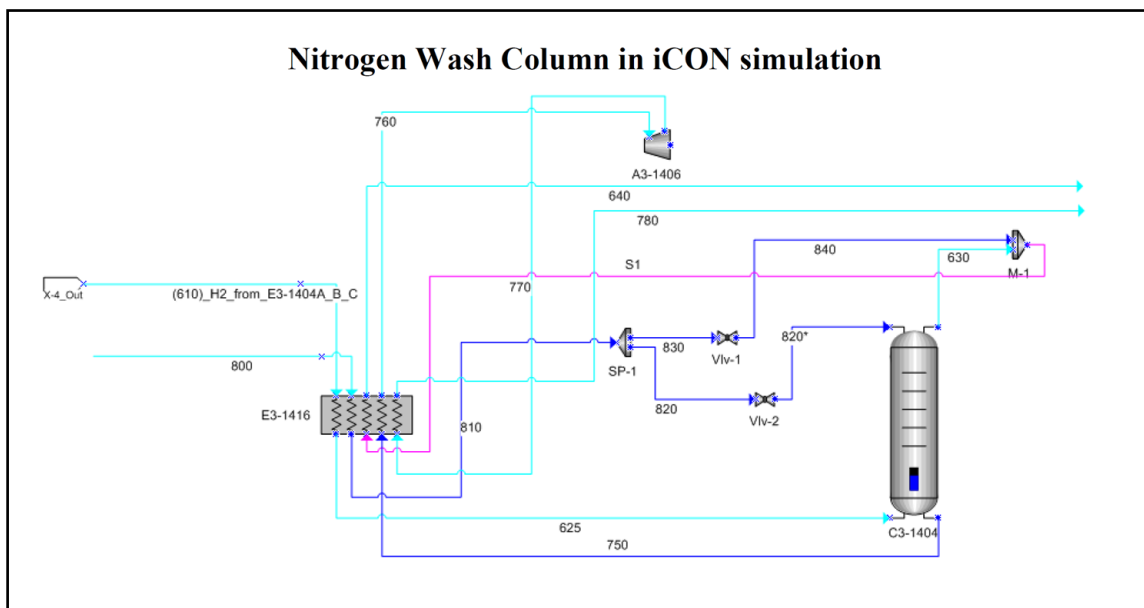 Nitrogen Wash Column in iCON simulation
760
A3-1406
640
780
840
630
S1
M-1
X-4_Out
(610)_H2_from_E3-1404A_B_C
770
820*
830
Vlv-1
SP-1
800
820
Vlv-2
E3-1416
810
625
C3-1404
750